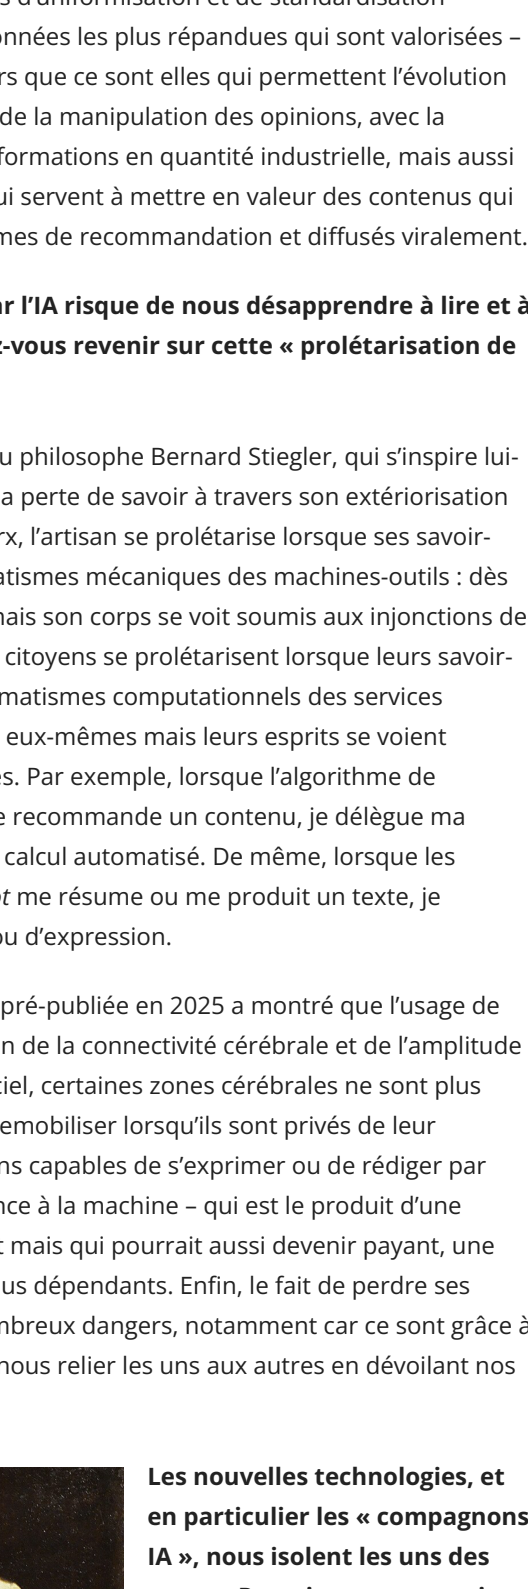 s d'uniformisation et de standardisation
onnées les plus répandues qui sont valorisées –
rs que ce sont elles qui permettent l’évolution
de la manipulation des opinions, avec la
formations en quantité industrielle, mais aussi
ui servent à mettre en valeur des contenus qui
mes de recommandation et diffusés viralement.
ar l’IA risque de nous désapprendre à lire et à
z-vous revenir sur cette « prolétarisation de
u philosophe Bernard Stiegler, qui s’inspire lui-
a perte de savoir à travers son extériorisation
rx, l’artisan se prolétarise lorsque ses savoir-
atismes mécaniques des machines-outils : dès
mais son corps se voit soumis aux injonctions de
citoyens se prolétarisent lorsque leurs savoir-
matismes computationnels des services
eux-mêmes mais leurs esprits se voient
es. Par exemple, lorsque l’algorithme de
e recommande un contenu, je délègue ma
calcul automatisé. De même, lorsque les
ot me résume ou me produit un texte, je
ou d’expression.
pré-publiée en 2025 a montré que l’usage de
n de la connectivité cérébrale et de l’amplitude
ciel, certaines zones cérébrales ne sont plus
emobiliser lorsqu’ils sont privés de leur
ns capables de s’exprimer ou de rédiger par
nce à la machine – qui est le produit d’une
t mais qui pourrait aussi devenir payant, une
us dépendants. Enfin, le fait de perdre ses
mbreux dangers, notamment car ce sont grâce à
nous relier les uns aux autres en dévoilant nos
Les nouvelles technologies, et
en particulier les « compagnons
IA », nous isolent les uns des